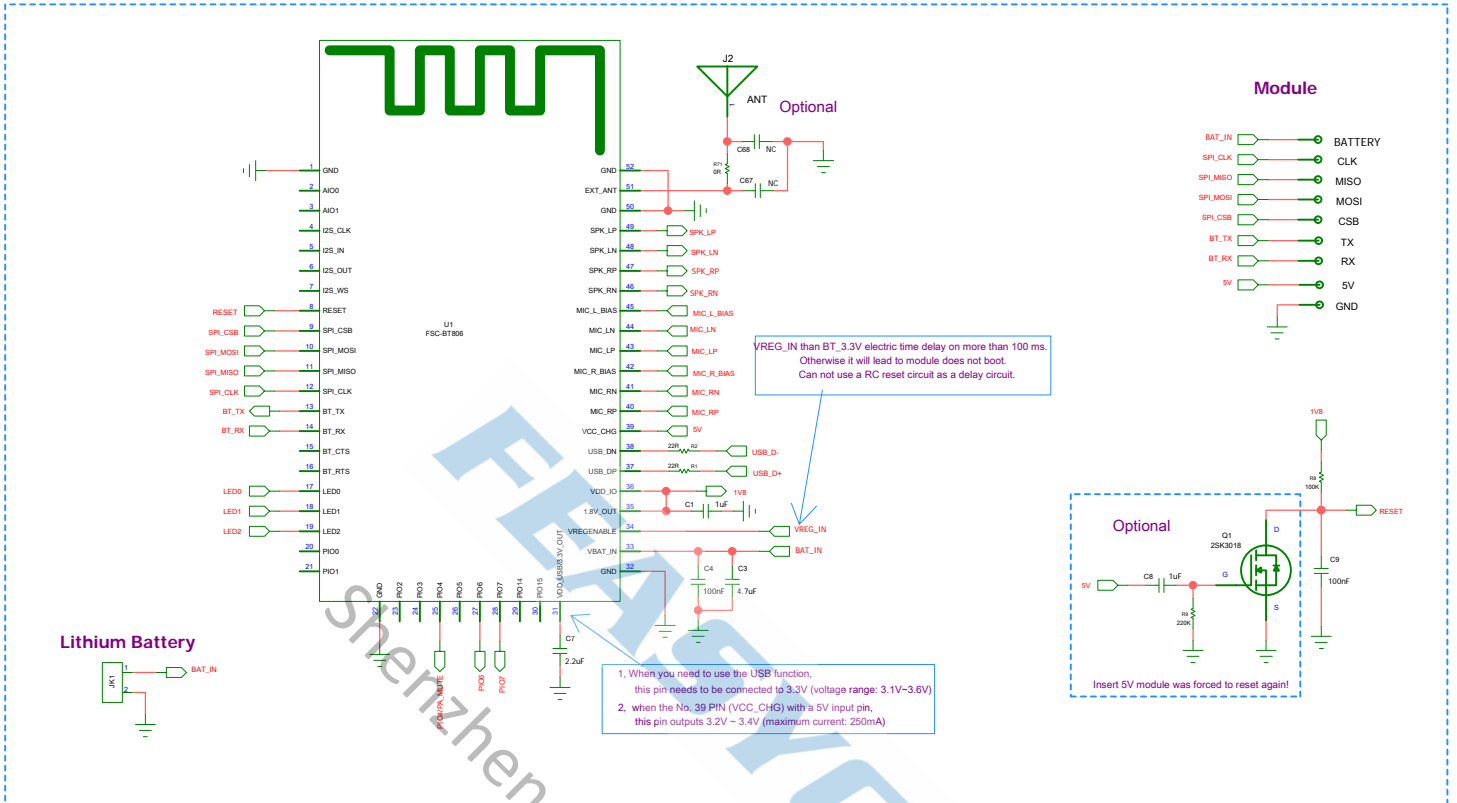 J2
ANT
Optional
1
C68
NC
R71
0R
C67
NC
Module
BAT_IN
BATTERY
SPI_CLK
CLK
SPI_MISO
MISO
SPI_MOSI
MOSI
SPI_CSB
CSB
BT_TX
TX
BT_RX
RX
5V
5V
GND
U1
FSC-BT806
1 GND
2 AIO0
3 AIO1
4 I2S_CLK
5 I2S_IN
6 I2S_OUT
7 I2S_WS
RESET 8 RESET
SPI_CSB 9 SPI_CSB
SPI_MOSI 10 SPI_MOSI
SPI_MISO 11 SPI_MISO
SPI_CLK 12 SPI_CLK
BT_TX 13 BT_TX
BT_RX 14 BT_RX
15 BT_CTS
16 BT_RTS
LED0 17 LED0
LED1 18 LED1
LED2 19 LED2
20 PIO0
21 PIO1
GND 52
EXT_ANT 51
GND 50
SPK_LP 49 SPK_LP
SPK_LN 48 SPK_LN
SPK_RP 47 SPK_RP
SPK_RN 46 SPK_RN
MIC_L_BIAS 45 MIC_L_BIAS
MIC_LN 44 MIC_LN
MIC_LP 43 MIC_LP
MIC_R_BIAS 42 MIC_R_BIAS
MIC_RN 41 MIC_RN
MIC_RP 40 MIC_RP
VCC_CHG 39 5V
USB_DN 38 22R R2 USB_D-
USB_DP 37 22R R1 USB_D+
VDD_IO 36 1V8
1.8V_OUT 35 C1 1uF
VREGENABLE 34 VREG_IN
VBAT_IN 33 BAT_IN
GND 32
C4
100nF
C3
4.7uF
22 GND
23 PIO2
24 PIO3
25 PIO4
26 PIO5
27 PIO6
28 PIO7
29 PIO14
30 PIO15
31 VDD_USB/3.3V_OUT
PIO4/PA_MUTE
PIO6
PIO7
C7
2.2uF
VREG_IN than BT_3.3V electric time delay on more than 100 ms.
Otherwise it will lead to module does not boot.
Can not use a RC reset circuit as a delay circuit.
1, When you need to use the USB function,
this pin needs to be connected to 3.3V (voltage range: 3.1V~3.6V)
2, when the No. 39 PIN (VCC_CHG) with a 5V input pin,
this pin outputs 3.2V ~ 3.4V (maximum current: 250mA)
Lithium Battery
JK1
1
2
BAT_IN
1V8
R8
100K
RESET
C9
100nF
Optional
Q1
2SK3018
D
G
S
5V
C8
1uF
R9
220K
Insert 5V module was forced to reset again!
FEASYC
Shenzhen